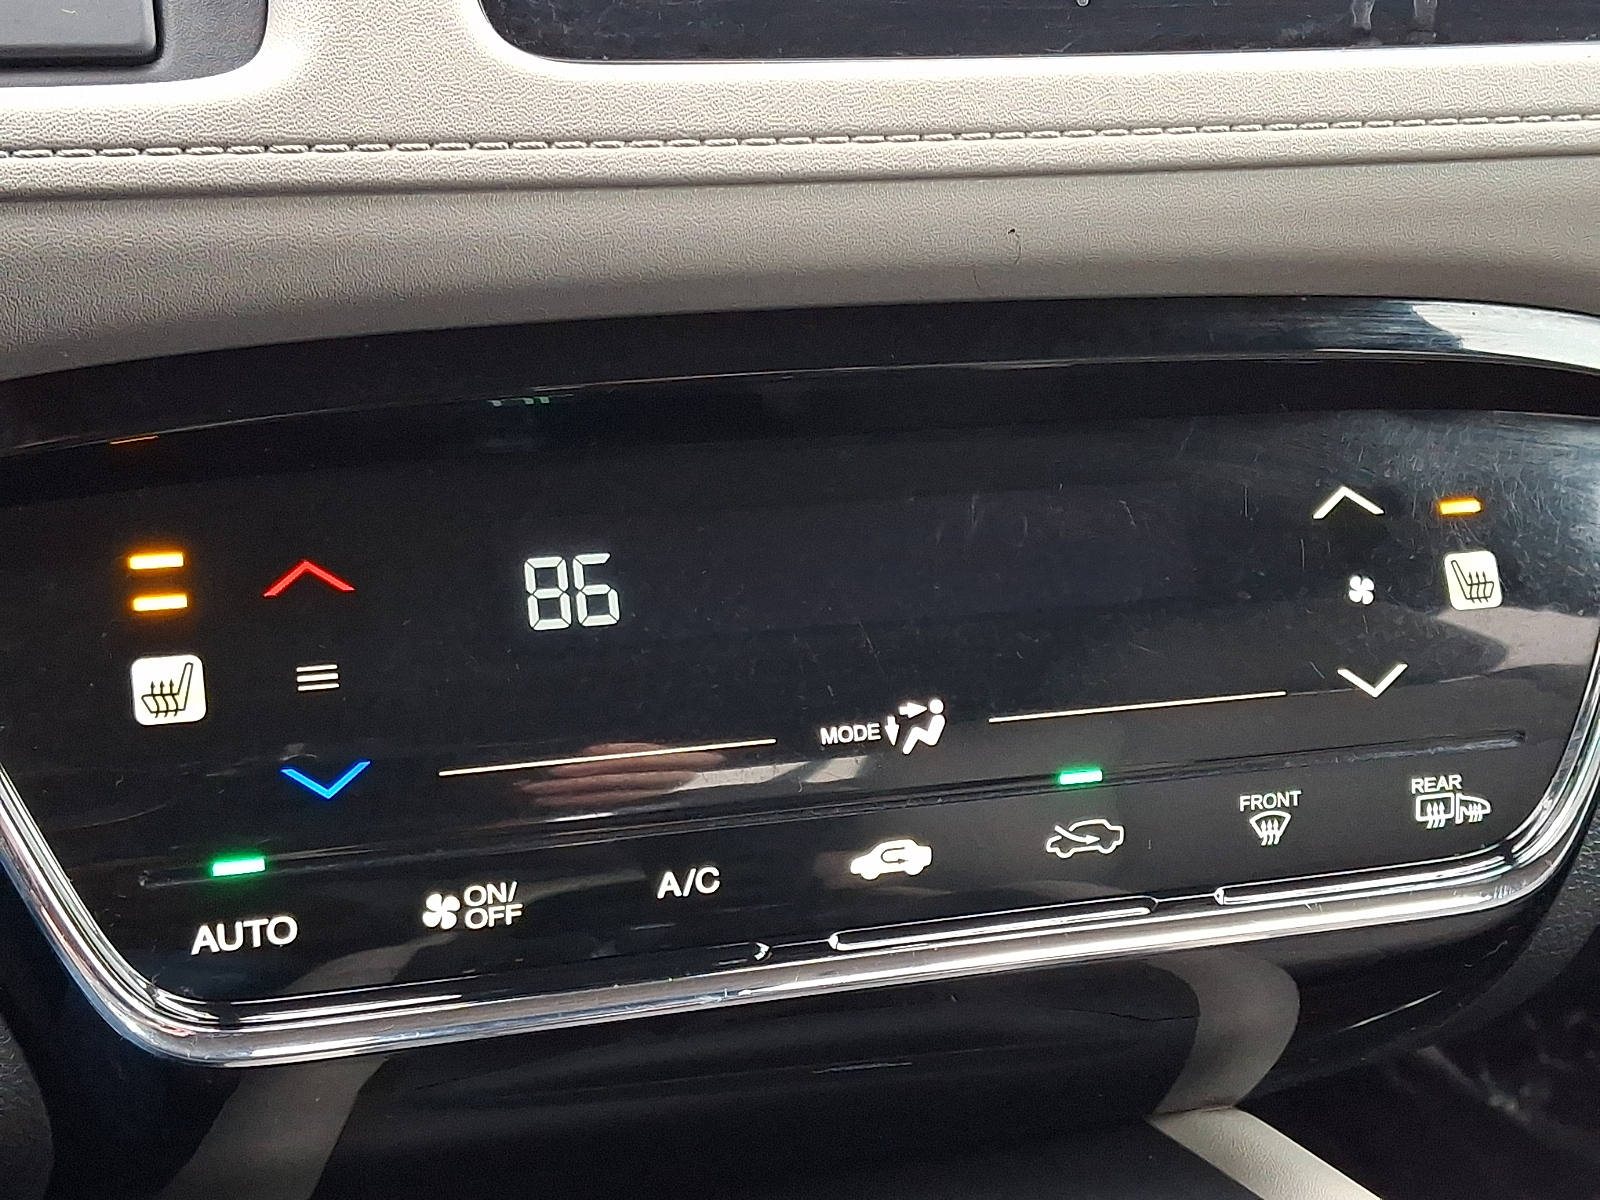 86
MODE
FRONT
REAR
AUTO
ON/
OFF
A/C